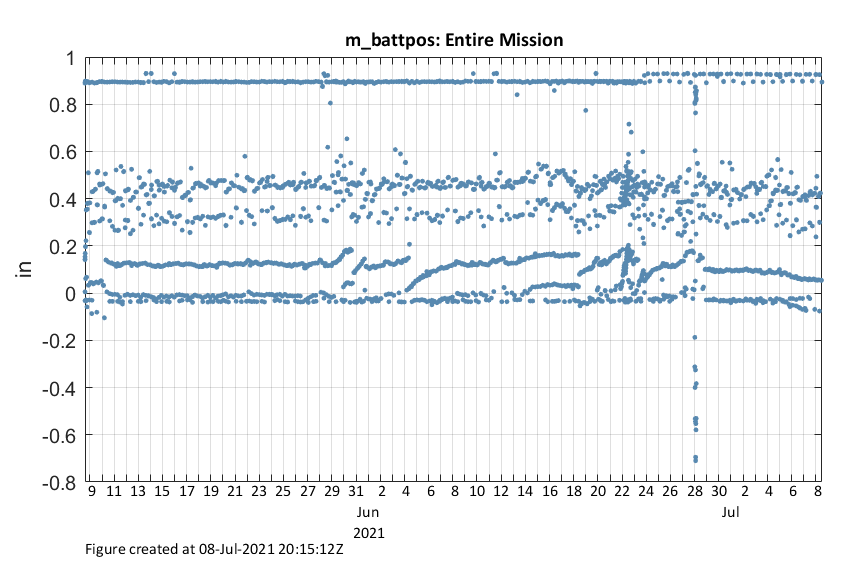 m_battpos: Entire Mission
1
0.8
0.6
0.4
0.2
0
-0.2
-0.4
-0.6
-0.8
in
9 11 13 15 17 19 21 23 25 27 29 31 2 4 6 8 10 12 14 16 18 20 22 24 26 28 30 2 4 6 8
Jun Jul
2021
Figure created at 08-Jul-2021 20:15:12Z